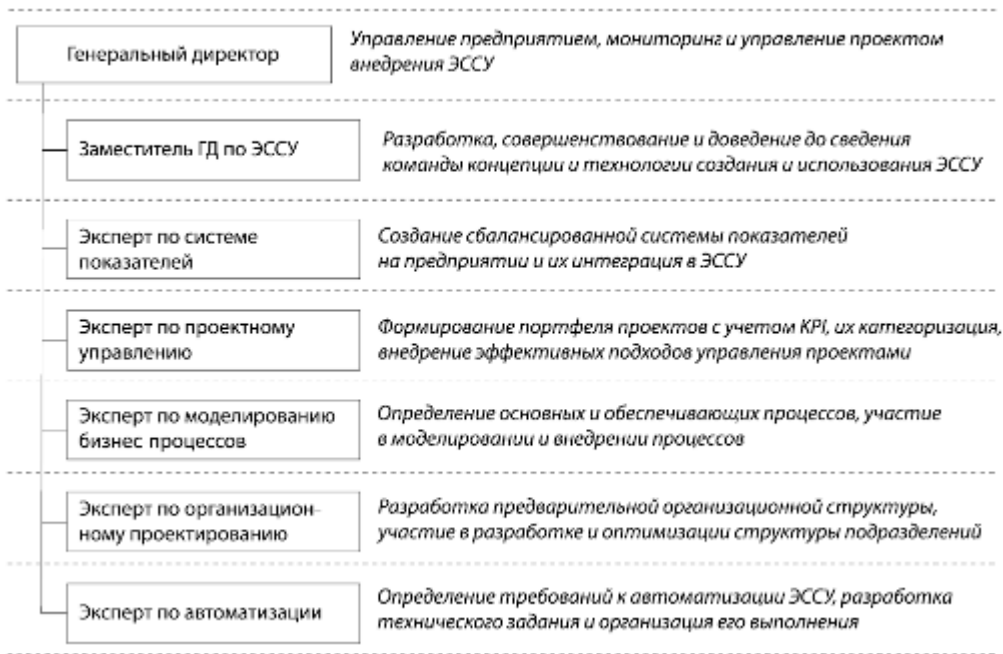 Генеральный директор
Управление предприятием, мониторинг и управление проектом
внедрения ЭССУ
Заместитель ГД по ЭССУ
Разработка, совершенствование и доведение до сведения
команды концепции и технологии создания и использования ЭССУ
Эксперт по системе
показателей
Создание сбалансированной системы показателей
на предприятии и их интеграция в ЭССУ
Эксперт по проектному
управлению
Формирование портфеля проектов с учетом KPI, их категоризация,
внедрение эффективных подходов управления проектами
Эксперт по моделированию
бизнес процессов
Определение основных и обеспечивающих процессов, участие
в моделировании и внедрении процессов
Эксперт по организацион-
ному проектированию
Разработка предварительной организационной структуры,
участие в разработке и оптимизации структуры подразделений
Эксперт по автоматизации
Определение требований к автоматизации ЭССУ, разработка
технического задания и организация его выполнения